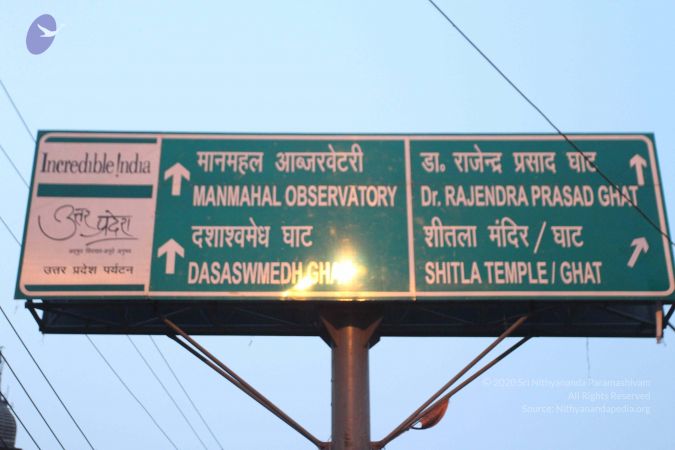 Incredible !ndia
उत्तर प्रदेश
उत्तर प्रदेश पर्यटन
मानमहल आब्जरवेटरी
MANMAHAL OBSERVATORY
दशाश्वमेध घाट
DASASWMEDH GHAT
डा. राजेन्द्र प्रसाद घाट
Dr. RAJENDRA PRASAD GHAT
शीतला मंदिर / घाट
SHITLA TEMPLE / GHAT
© 2020 Sri Nithyananda Paramashivam
All Rights Reserved
Source: Nithyanandapedia.org